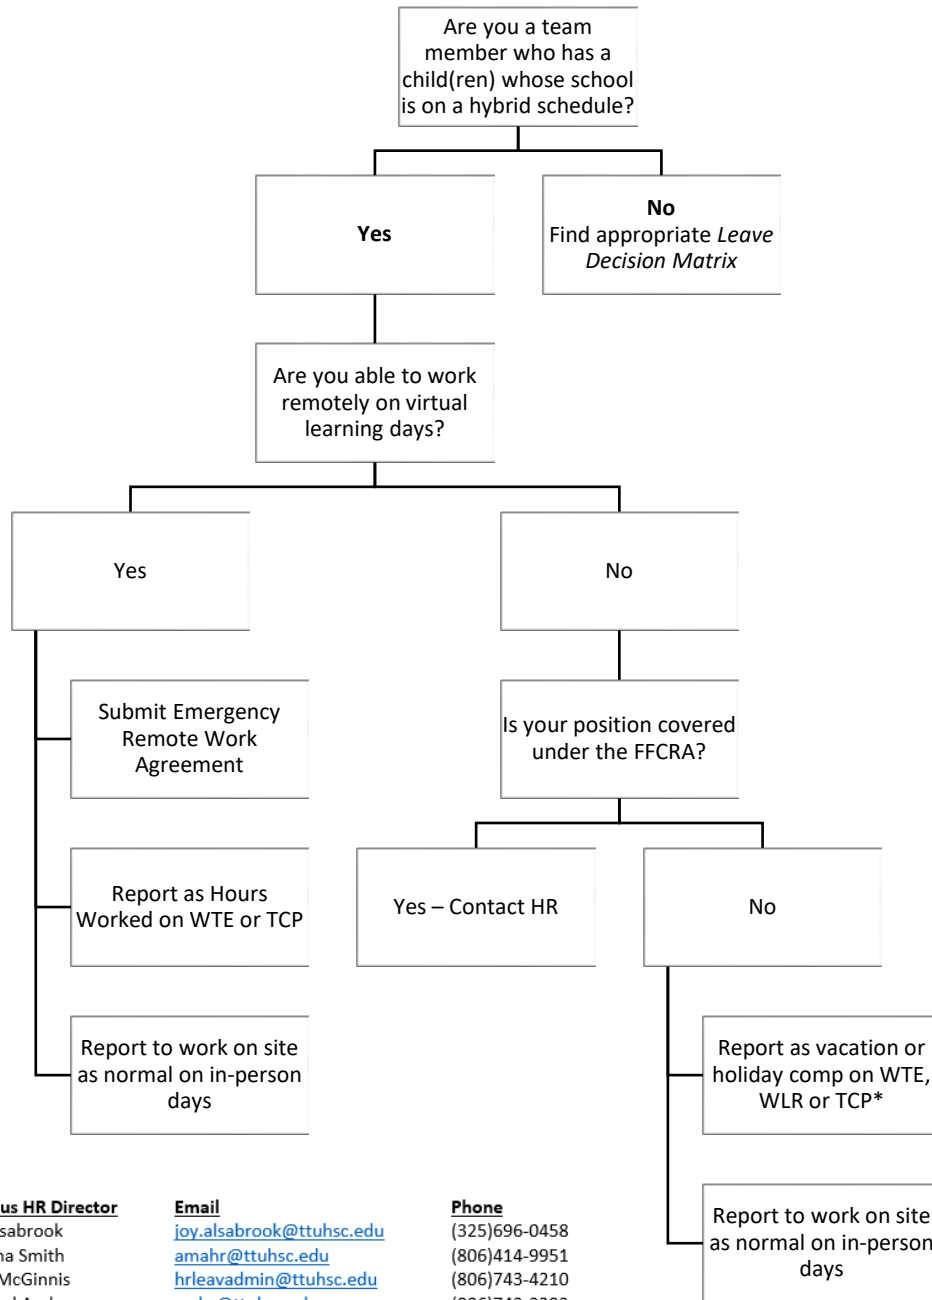 Are you a team
member who has a
child(ren) whose school
is on a hybrid schedule?
Yes
No
Find appropriate Leave
Decision Matrix
Are you able to work
remotely on virtual
learning days?
Yes
No
Submit Emergency
Remote Work
Agreement
Is your position covered
under the FFCRA?
Report as Hours
Worked on WTE or TCP
Yes – Contact HR
No
Report to work on site
as normal on in-person
days
Report as vacation or
holiday comp on WTE,
WLR or TCP*
Report to work on site
as normal on in-person
days
HR Director Email Phone
joy.alsabrook@ttuhsc.edu (325)696-0458
Smith amahr@ttuhsc.edu (806)414-9951
McGinnis hrleavadmin@ttuhsc.edu (806)743-4210